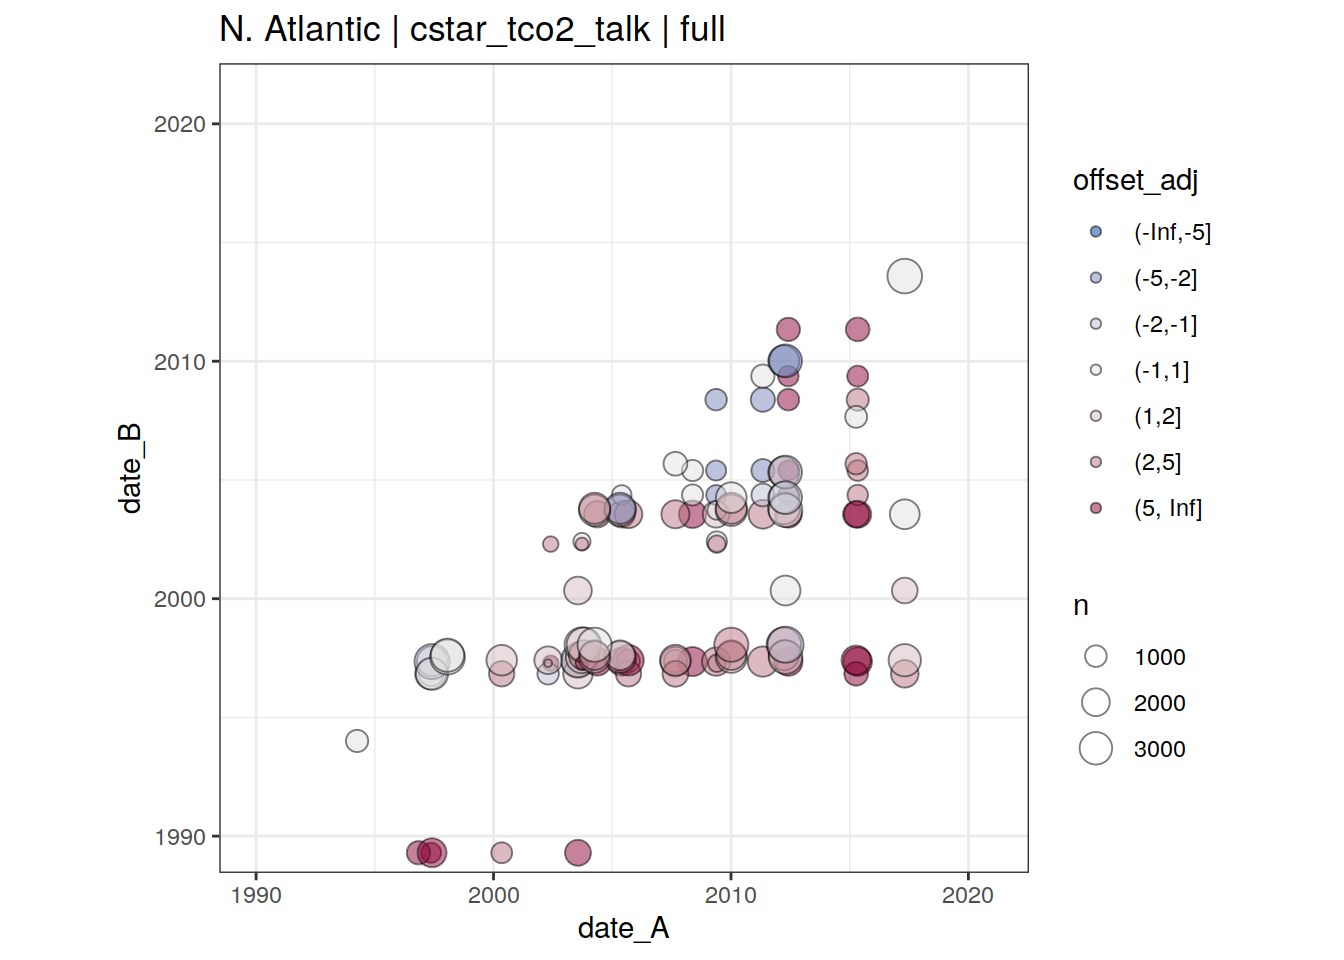 N. Atlantic | cstar_tco2_talk | full
2020
2010
2000
1990
date_B
1990 2000 2010 2020
date_A
offset_adj
(-Inf,-5]
(-5,-2]
(-2,-1]
(-1,1]
(1,2]
(2,5]
(5, Inf]
n
1000
2000
3000